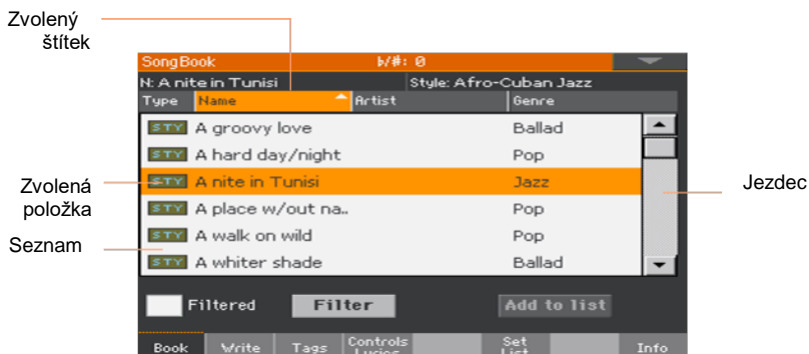 Zvolený
štítek
SongBook ♭/#: 0
N: A nite in Tunisi Style: Afro-Cuban Jazz
Type Name Artist Genre
STY A groovy love Ballad
STY A hard day/night Pop
STY A nite in Tunisi Jazz
STY A place w/out na.. Pop
STY A walk on wild Pop
STY A whiter shade Ballad
Zvolená
položka
Seznam
Jezdec
Filtered Filter Add to list
Book Write Tags Controls Set Info
Lyrics List